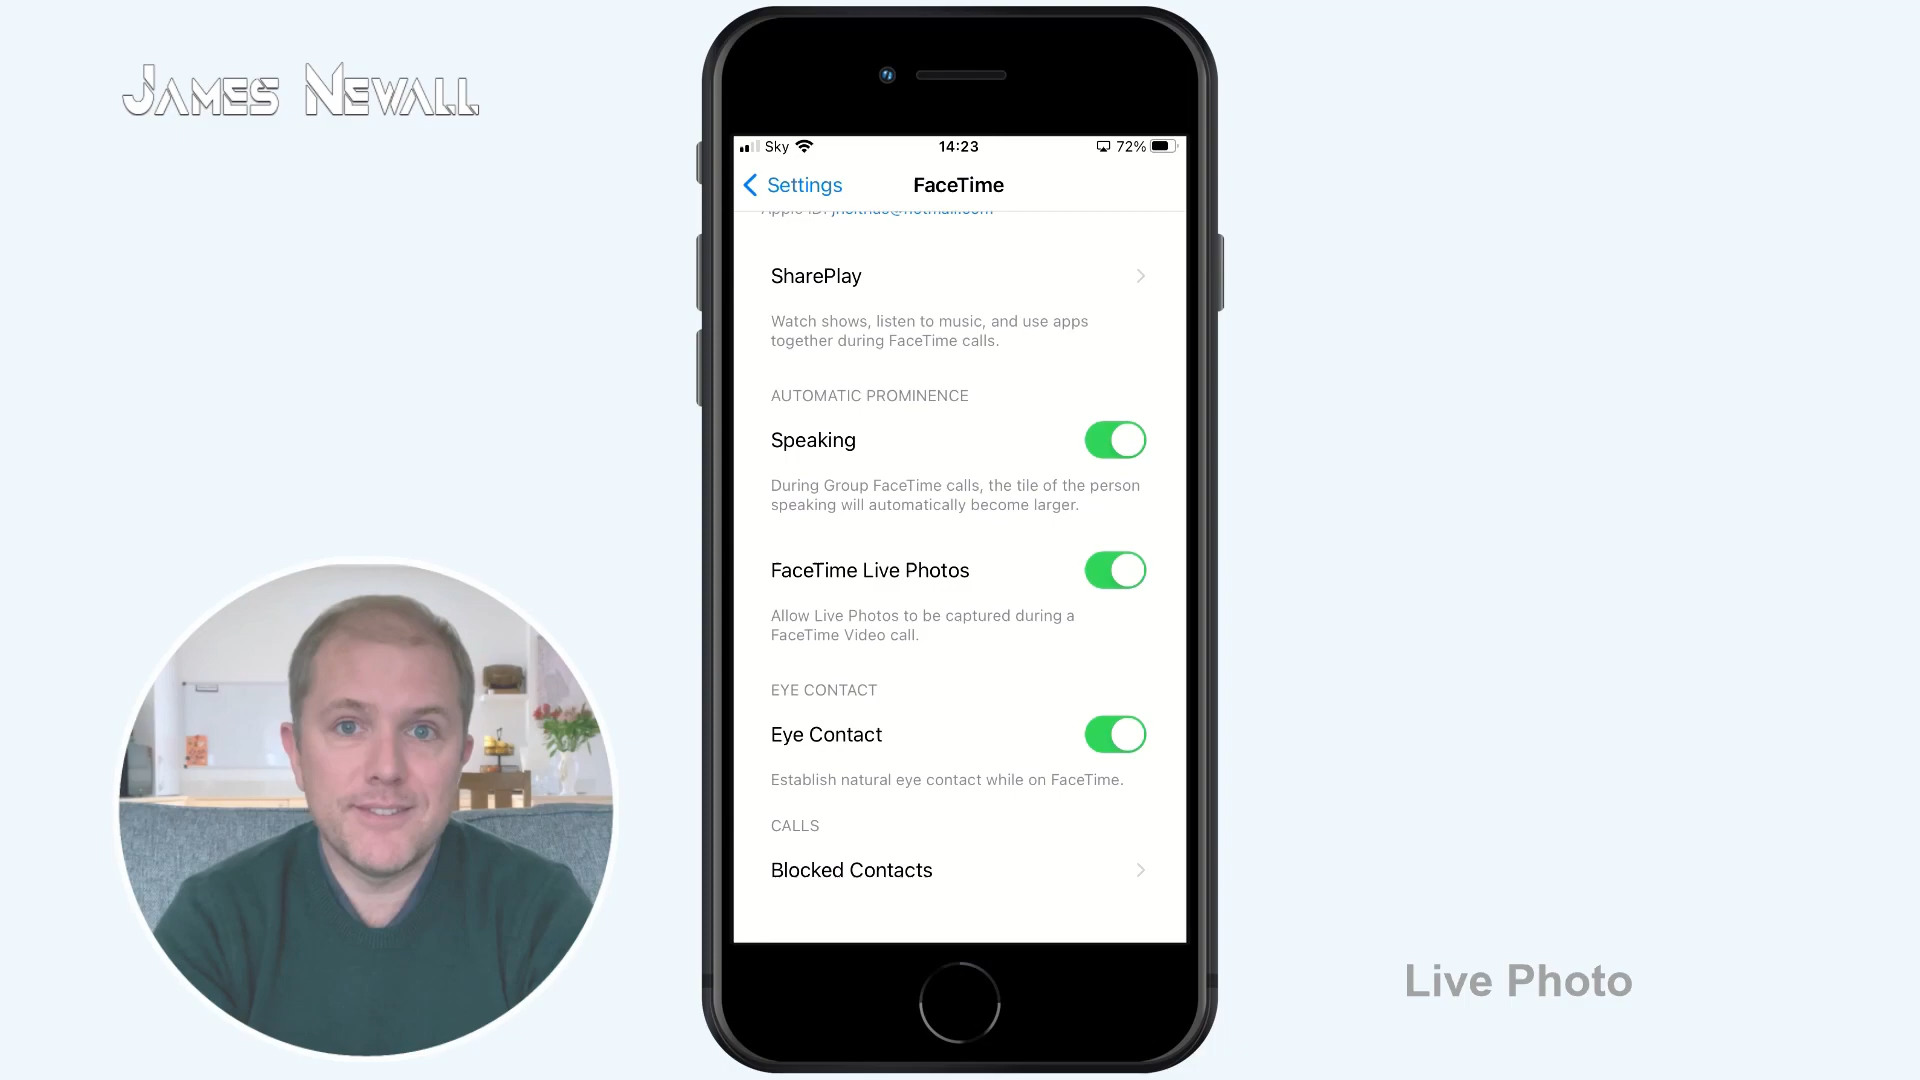 James Newall
Sky 14:23 72%
Settings FaceTime
SharePlay
Watch shows, listen to music, and use apps
together during FaceTime calls.
AUTOMATIC PROMINENCE
Speaking
During Group FaceTime calls, the tile of the person
speaking will automatically become larger.
FaceTime Live Photos
Allow Live Photos to be captured during a
FaceTime Video call.
EYE CONTACT
Eye Contact
Establish natural eye contact while on FaceTime.
CALLS
Blocked Contacts
Live Photo